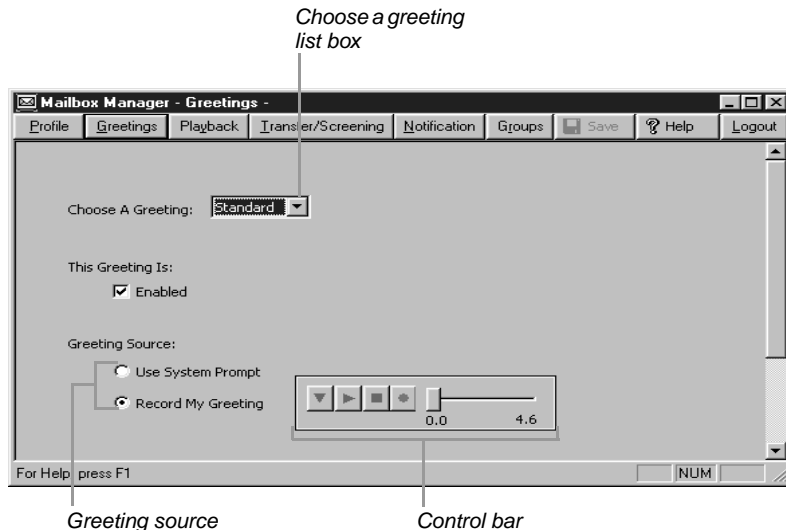 Choose a greeting
list box
Mailbox Manager - Greetings -
Profile Greetings Playback Transfer/Screening Notification Groups Save Help Logout
Choose A Greeting: Standard
This Greeting Is:
Enabled
Greeting Source:
Use System Prompt
Record My Greeting
0.0 4.6
For Help, press F1 NUM
Greeting source Control bar